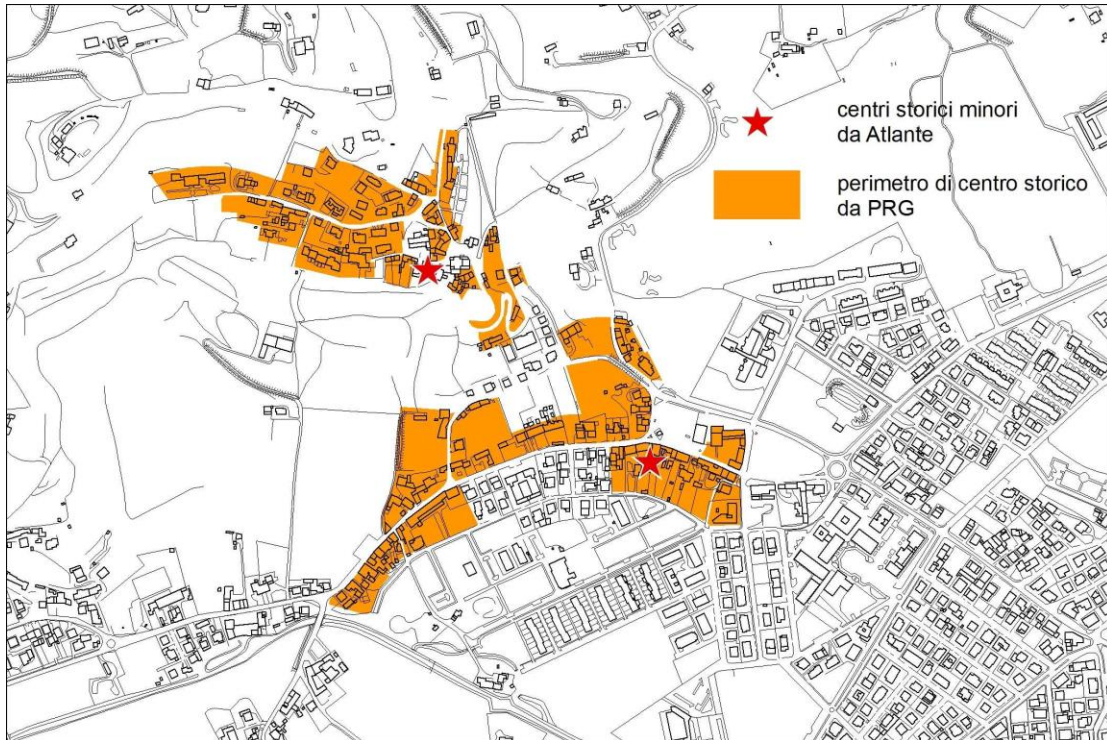 centri storici minori
da Atlante
perimetro di centro storico
da PRG